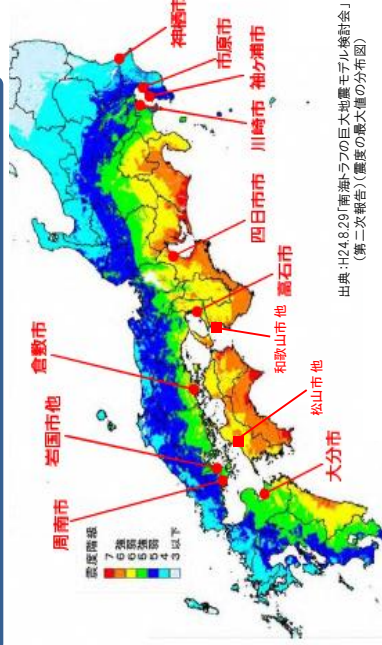 震度階級
7
6強
6弱
5強
5弱
4
3以下
周南市
岩国市他
倉敷市
高石市
四日市市
川崎市
袖ヶ浦市
市原市
神栖市
和歌山市 他
松山市 他
大分市
出典:H24.8.29「南海トラフの巨大地震モデル検討会」
(第二次報告)(震度の最大値の分布図)